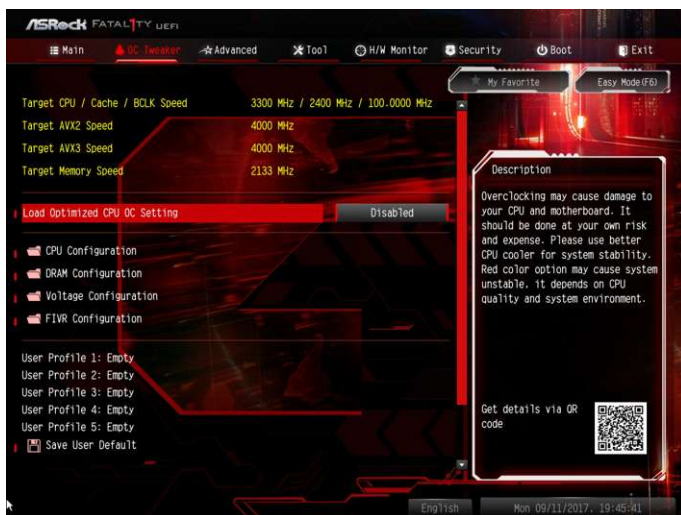 ASRock FATAL1TY UEFI
Main OC Tweaker Advanced Tool H/W Monitor Security Boot Exit
My Favorite Easy Mode(F6)
Target CPU / Cache / BCLK Speed 3300 MHz / 2400 MHz / 100.0000 MHz
Target AVX2 Speed 4000 MHz
Target AVX3 Speed 4000 MHz
Target Memory Speed 2133 MHz
Load Optimized CPU OC Setting Disabled
CPU Configuration
DRAM Configuration
Voltage Configuration
FIVR Configuration
User Profile 1: Empty
User Profile 2: Empty
User Profile 3: Empty
User Profile 4: Empty
User Profile 5: Empty
Save User Default
Description
Overclocking may cause damage to
your CPU and motherboard. It
should be done at your own risk
and expense. Please use better
CPU cooler for system stability.
Red color option may cause system
unstable. it depends on CPU
quality and system environment.
Get details via QR
code
English Mon 09/11/2017. 19:45:41